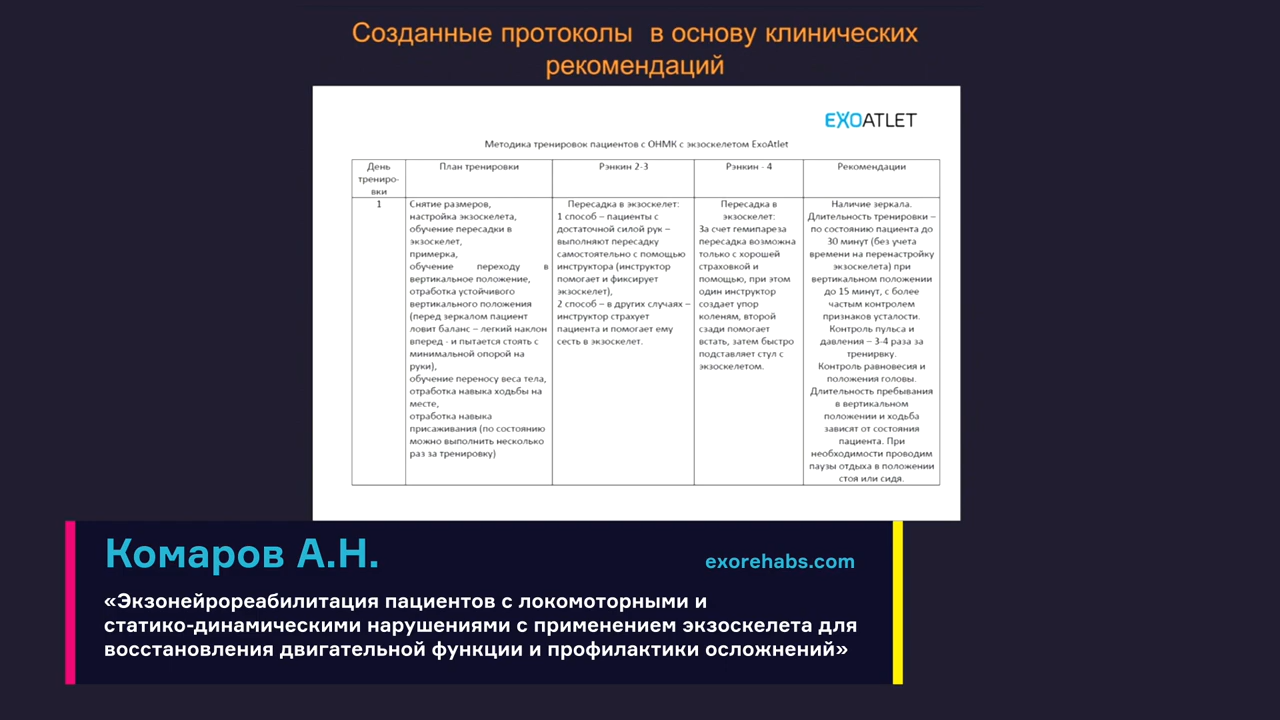 Созданные протоколы в основу клинических
рекомендаций
EXOATLET
Методика тренировок пациентов с ОНМК с экзоскелетом ExoAtlet
День
трениро-
вки
План тренировки
Рэнкин 2-3
Рэнкин - 4
Рекомендации
1
Снятие размеров,
настройка экзоскелета,
обучение пересадки в
экзоскелет,
примерка,
обучение переходу в
вертикальное положение,
отработка устойчивого
вертикального положения
(перед зеркалом пациент
ловит баланс – легкий наклон
вперед - и пытается стоять с
минимальной опорой на
руки),
обучение переносу веса тела,
отработка навыка ходьбы на
месте,
отработка навыка
присаживания (по состоянию
можно выполнить несколько
раз за тренировку)
Пересадка в экзоскелет:
1 способ – пациенты с
достаточной силой рук –
выполняют пересадку
самостоятельно с помощью
инструктора (инструктор
помогает и фиксирует
экзоскелет),
2 способ – в других случаях –
инструктор страхует
пациента и помогает ему
сесть в экзоскелет.
Пересадка в
экзоскелет:
За счет гемипареза
пересадка возможна
только с хорошей
страховкой и
помощью, при этом
один инструктор
создает упор
коленям, второй
сзади помогает
встать, затем быстро
подставляет стул с
экзоскелетом.
Наличие зеркала.
Длительность тренировки –
по состоянию пациента до
30 минут (без учета
времени на перенастройку
экзоскелета) при
вертикальном положении
до 15 минут, с более
частым контролем
признаков усталости.
Контроль пульса и
давления – 3-4 раза за
тренирвку.
Контроль равновесия и
положения головы.
Длительность пребывания
в вертикальном
положении и ходьба
зависят от состояния
пациента. При
необходимости проводим
паузы отдыха в положении
стоя или сидя.
Комаров А.Н.
exorehabs.com
«Экзонейрореабилитация пациентов с локомоторными и
статико-динамическими нарушениями с применением экзоскелета для
восстановления двигательной функции и профилактики осложнений»